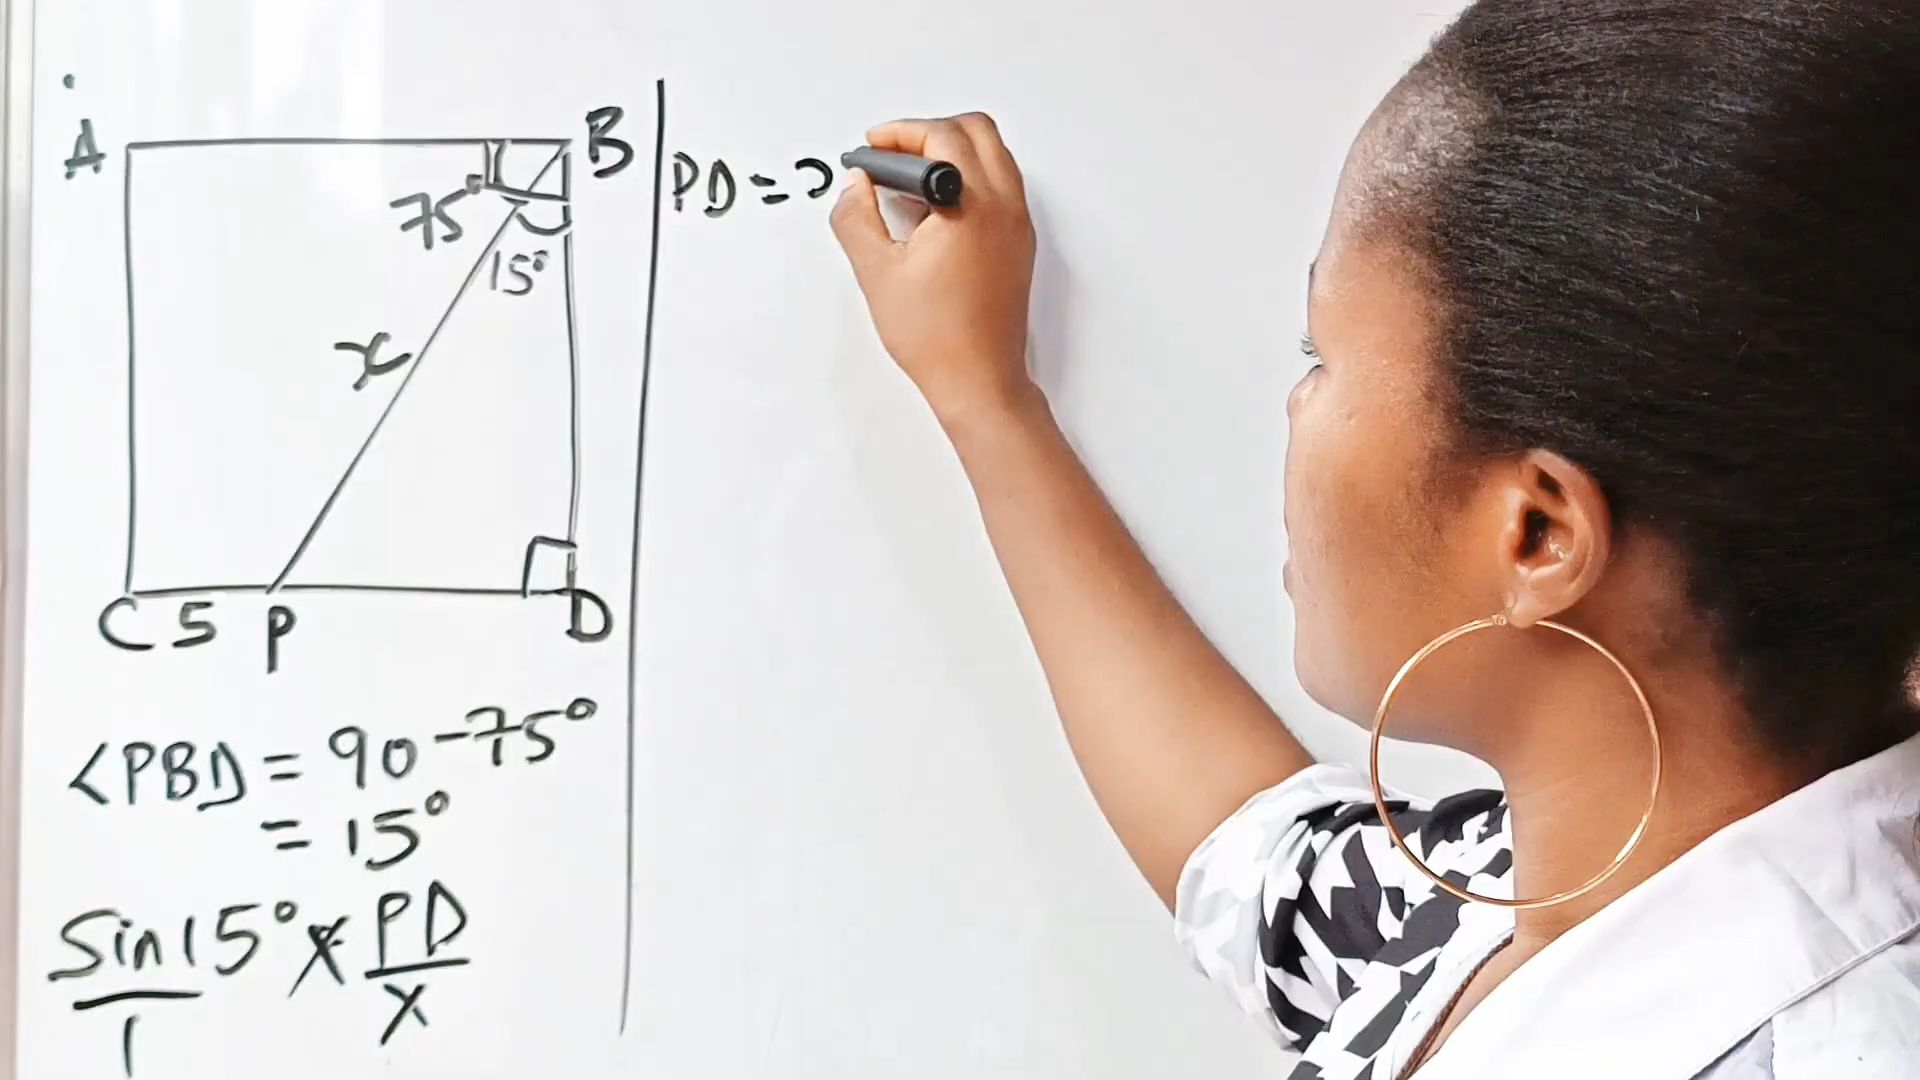 A
B
75°
15°
x
C 5 P D
<PBD = 90 - 75°
= 15°
Sin15° × PD
1 x
PD =